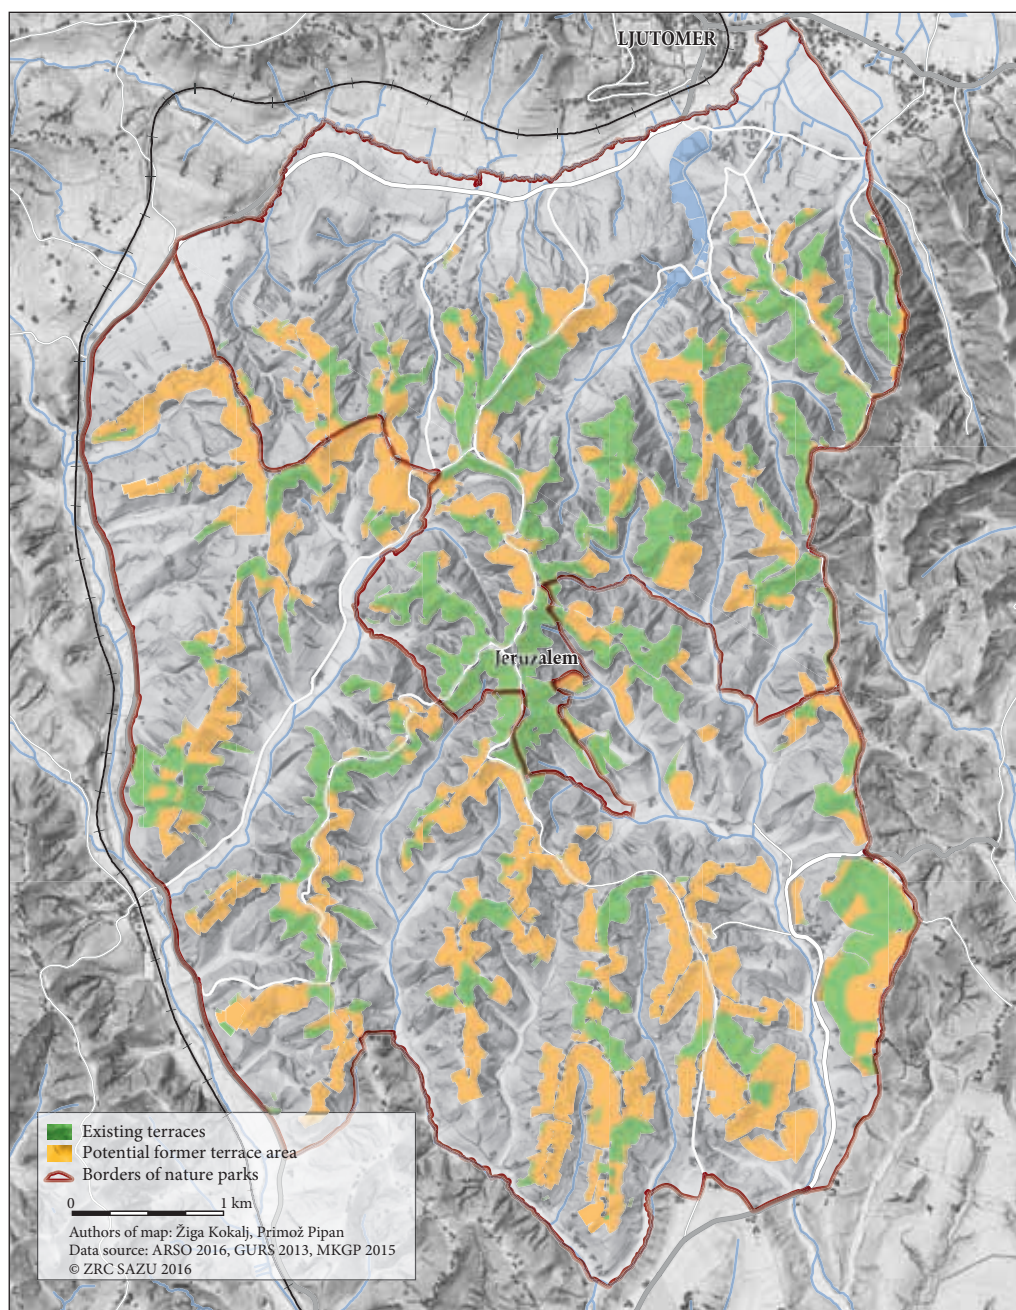 LJUTOMER
Jeruzalem
Existing terraces
Potential former terrace area
Borders of nature parks
0 1 km
Authors of map: Žiga Kokalj, Primož Pipan
Data source: ARSO 2016, GURS 2013, MKGP 2015
© ZRC SAZU 2016